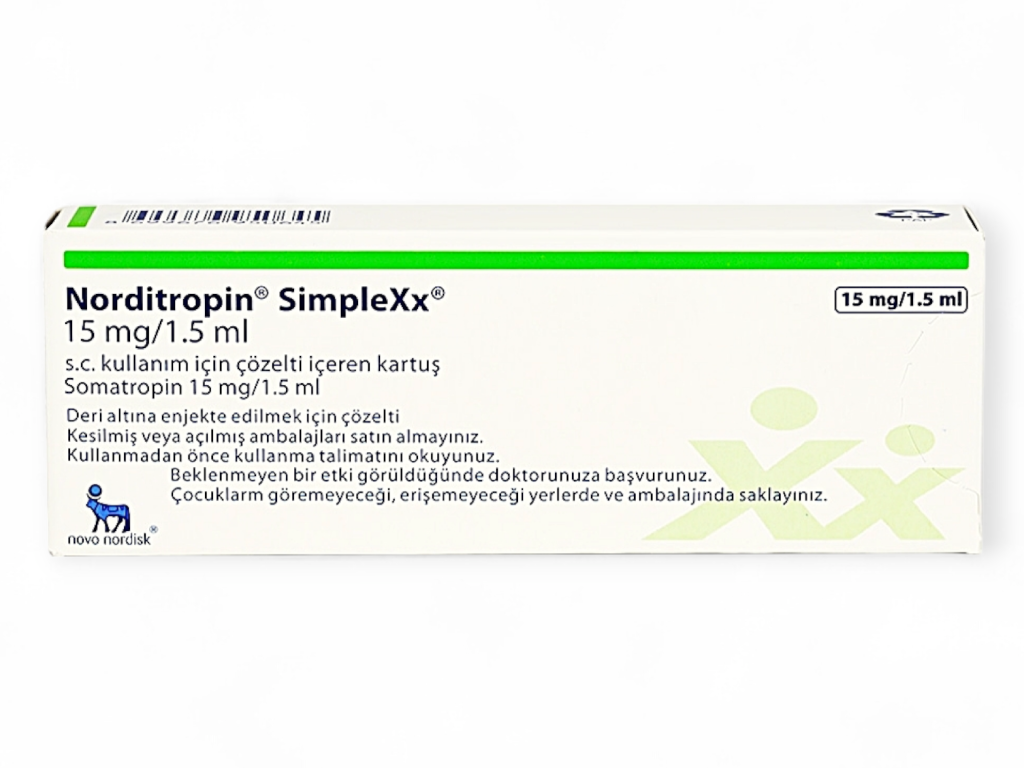 Norditropin® SimpleXx®
15 mg/1.5 ml
15 mg/1.5 ml
s.c. kullanım için çözelti içeren kartuş
Somatropin 15 mg/1.5 ml
Deri altına enjekte edilmek için çözelti
Kesilmiş veya açılmış ambalajları satın almayınız.
Kullanmadan önce kullanma talimatını okuyunuz.
Beklenmeyen bir etki görüldüğünde doktorunuza başvurunuz.
Çocuklarm göremeyeceği, erişemeyeceği yerlerde ve ambalajında saklayınız.
Xx
novo nordisk®